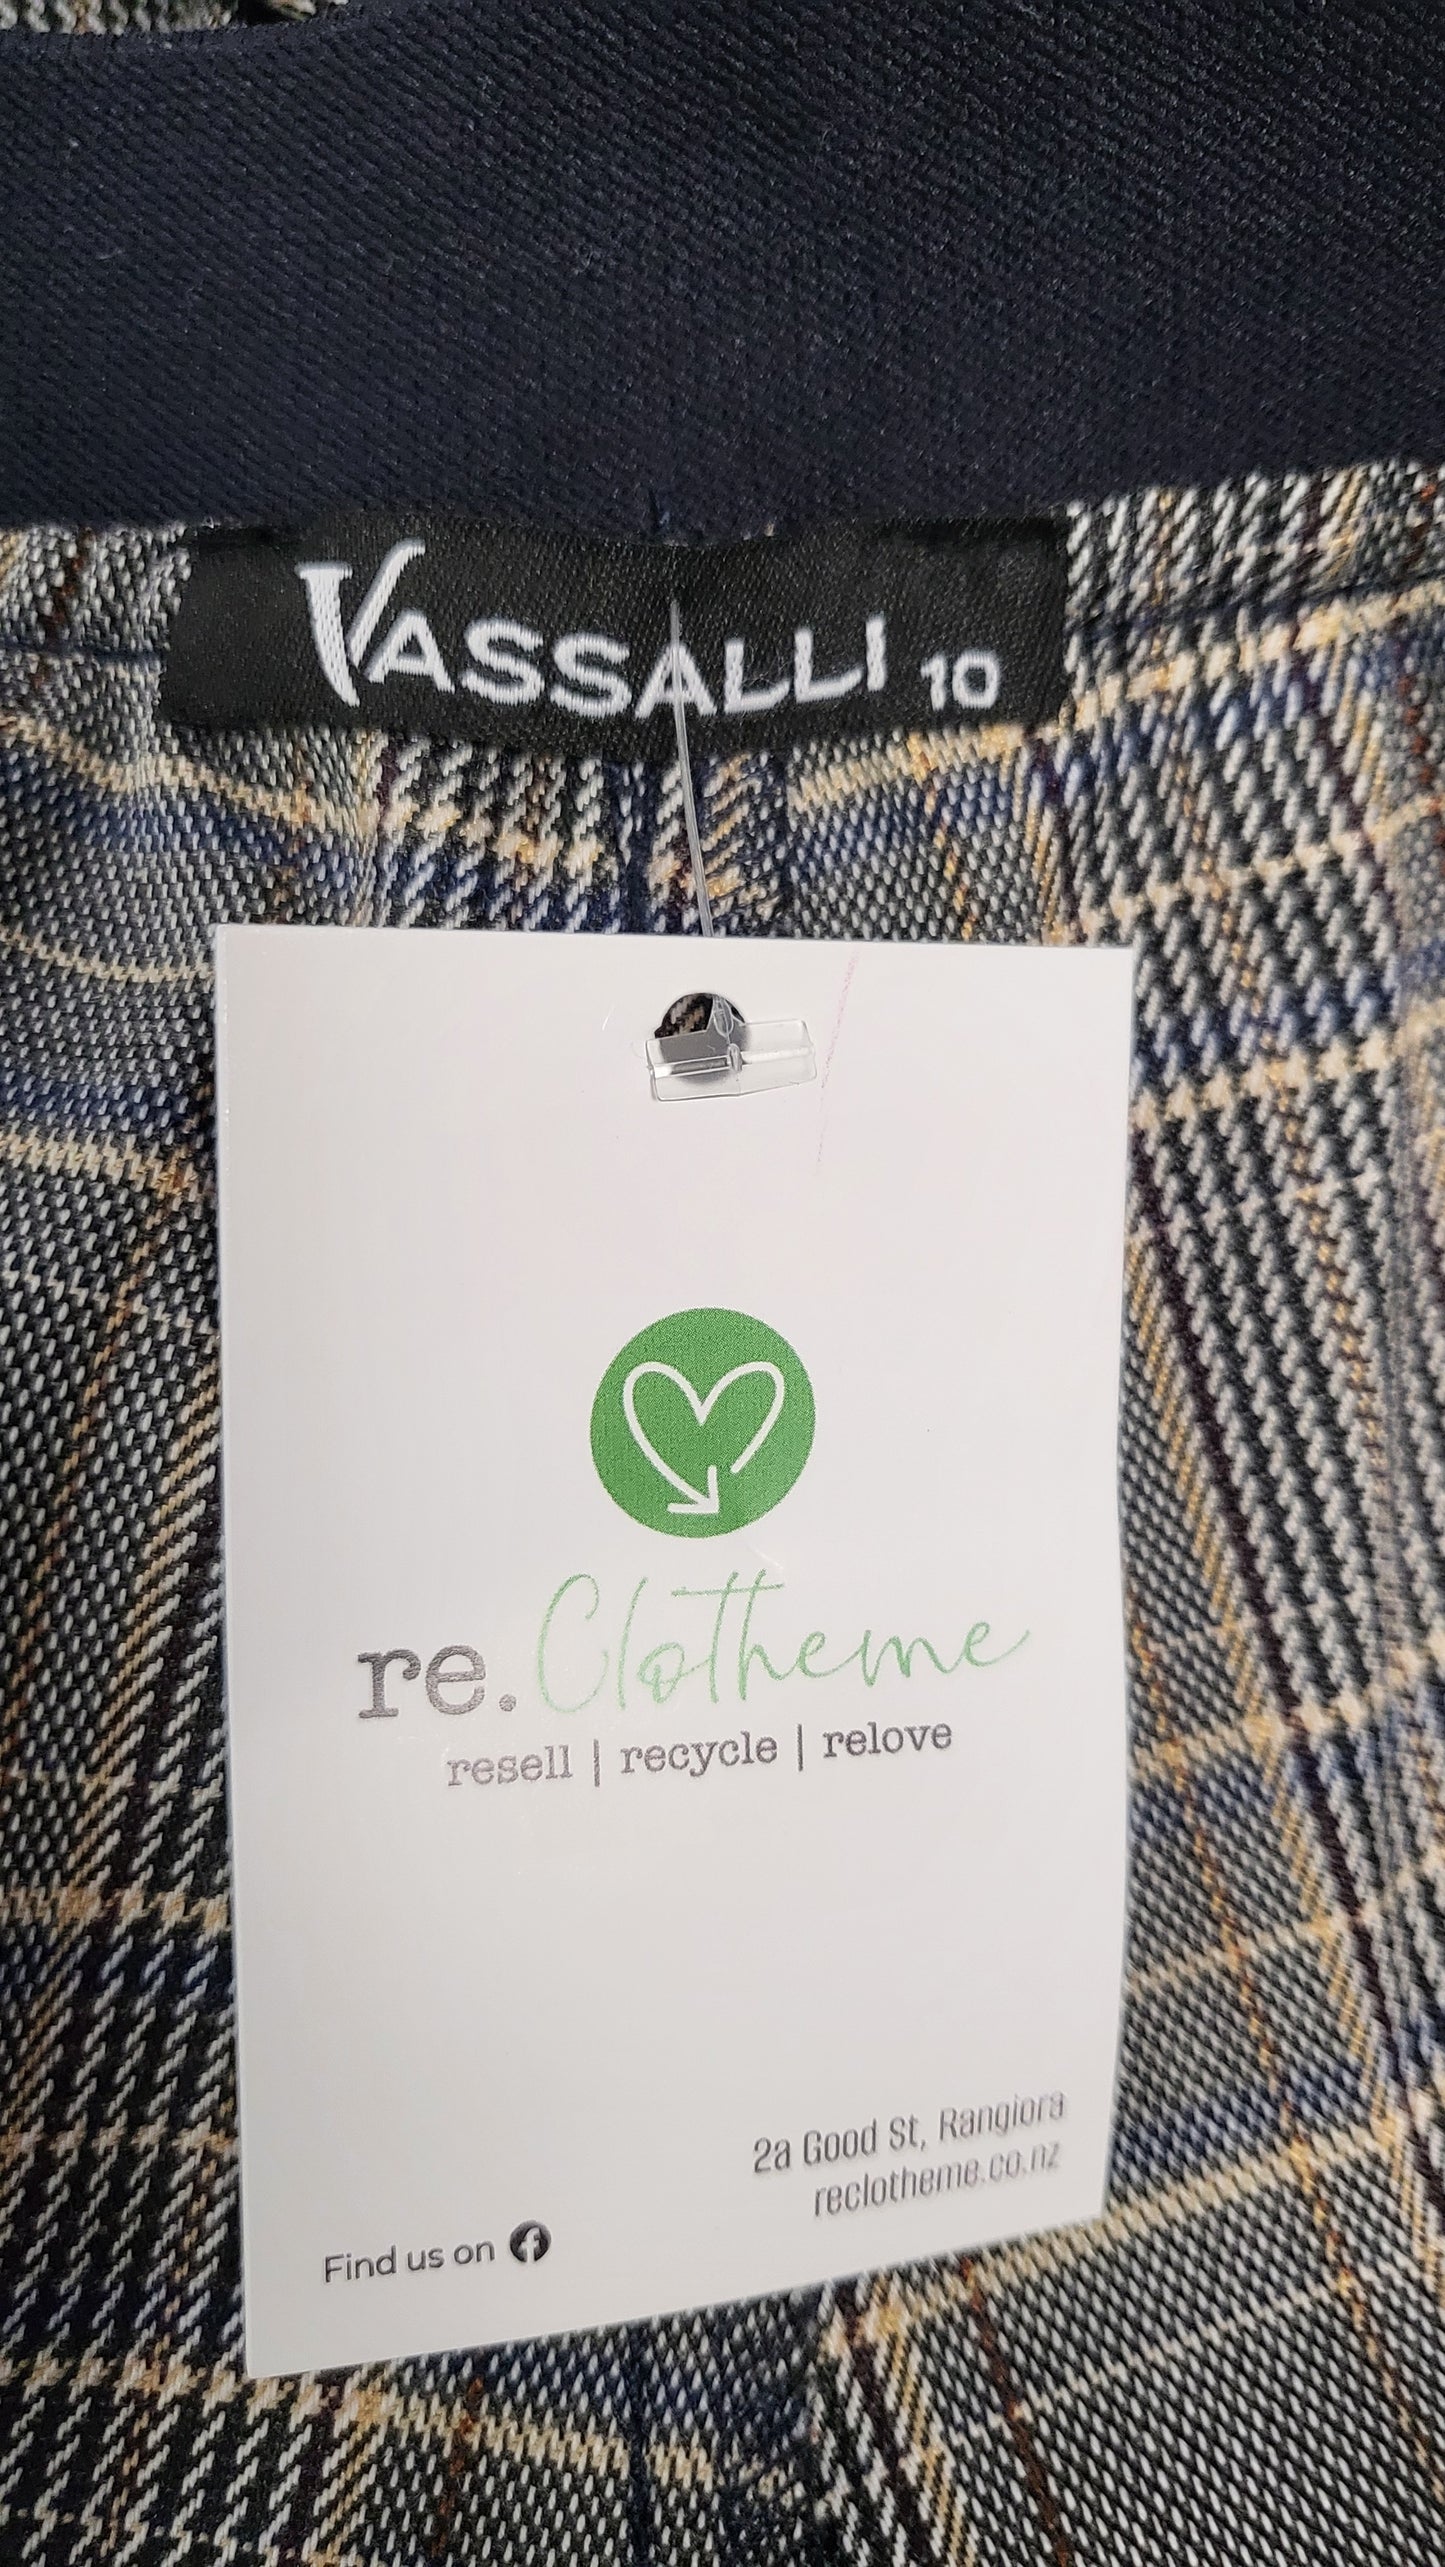 VASSALLI 10
re.Clotheme
resell | recycle | relove
2a Good St, Rangiora
reclotheme.co.nz
Find us on